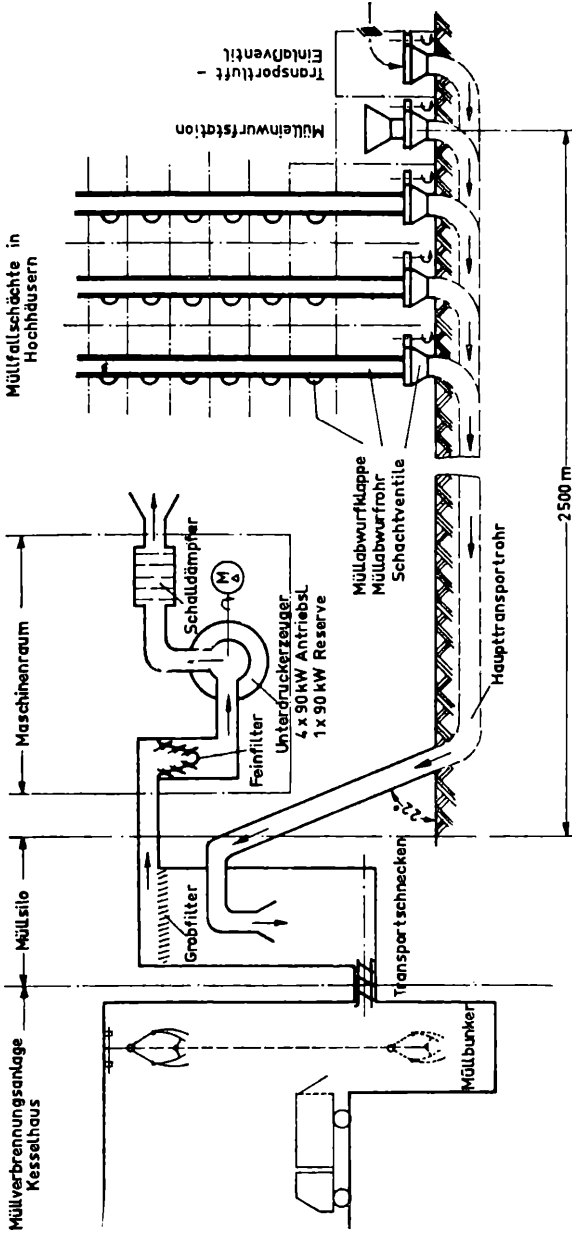 Müllverbrennungsanlage
Kesselhaus
Müllsilo
Maschinenraum
Müllfallschächte in
Hochhäusern
Mülleinwurfstation
Transportluft -
Einlaßventil
Schalldämpfer
M
Unterdruckerzeuger
4 x 90 kW Antriebsl.
1 x 90 kW Reserve
Feinfilter
Grobfilter
Müllabwurfklappe
Müllabwurfrohr
Schachtventile
22°
Transportschnecken
Müllbunker
Haupttransportrohr
2500 m